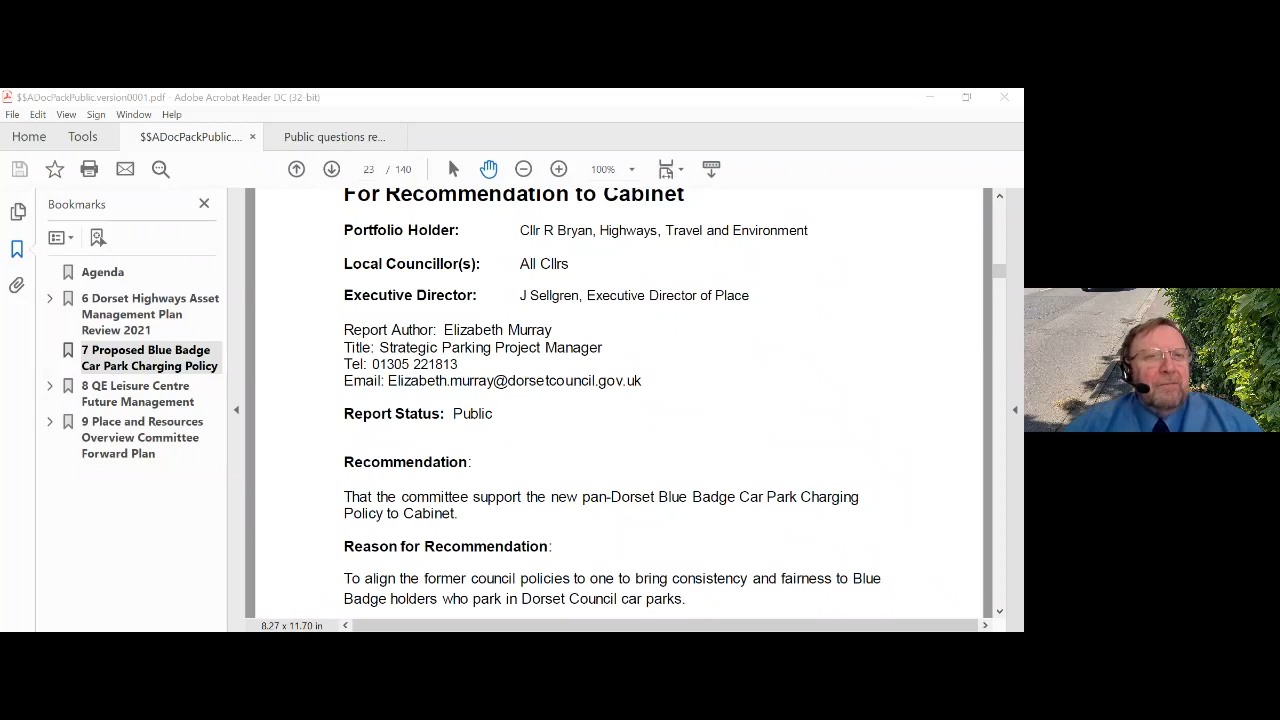 $$ADocPackPublic.version0001.pdf - Adobe Acrobat Reader DC (32-bit)
File Edit View Sign Window Help
Home Tools $$ADocPackPublic.... × Public questions re...
23 / 140 100%
Bookmarks
Agenda
6 Dorset Highways Asset
Management Plan
Review 2021
7 Proposed Blue Badge
Car Park Charging Policy
8 QE Leisure Centre
Future Management
9 Place and Resources
Overview Committee
Forward Plan
For Recommendation to Cabinet
Portfolio Holder: Cllr R Bryan, Highways, Travel and Environment
Local Councillor(s): All Cllrs
Executive Director: J Sellgren, Executive Director of Place
Report Author: Elizabeth Murray
Title: Strategic Parking Project Manager
Tel: 01305 221813
Email: Elizabeth.murray@dorsetcouncil.gov.uk
Report Status: Public
Recommendation:
That the committee support the new pan-Dorset Blue Badge Car Park Charging
Policy to Cabinet.
Reason for Recommendation:
To align the former council policies to one to bring consistency and fairness to Blue
Badge holders who park in Dorset Council car parks.
8.27 x 11.70 in